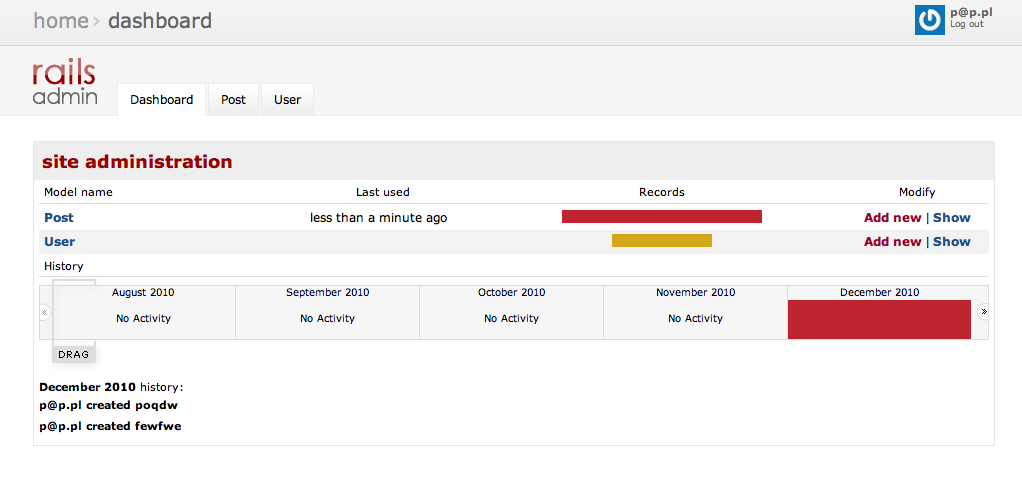 home › dashboard
p@p.pl
Log out
rails
admin
Dashboard Post User
site administration
Model name Last used Records Modify
Post less than a minute ago Add new | Show
User Add new | Show
History
August 2010 September 2010 October 2010 November 2010 December 2010
« No Activity No Activity No Activity No Activity »
DRAG
December 2010 history:
p@p.pl created poqdw
p@p.pl created fewfwe